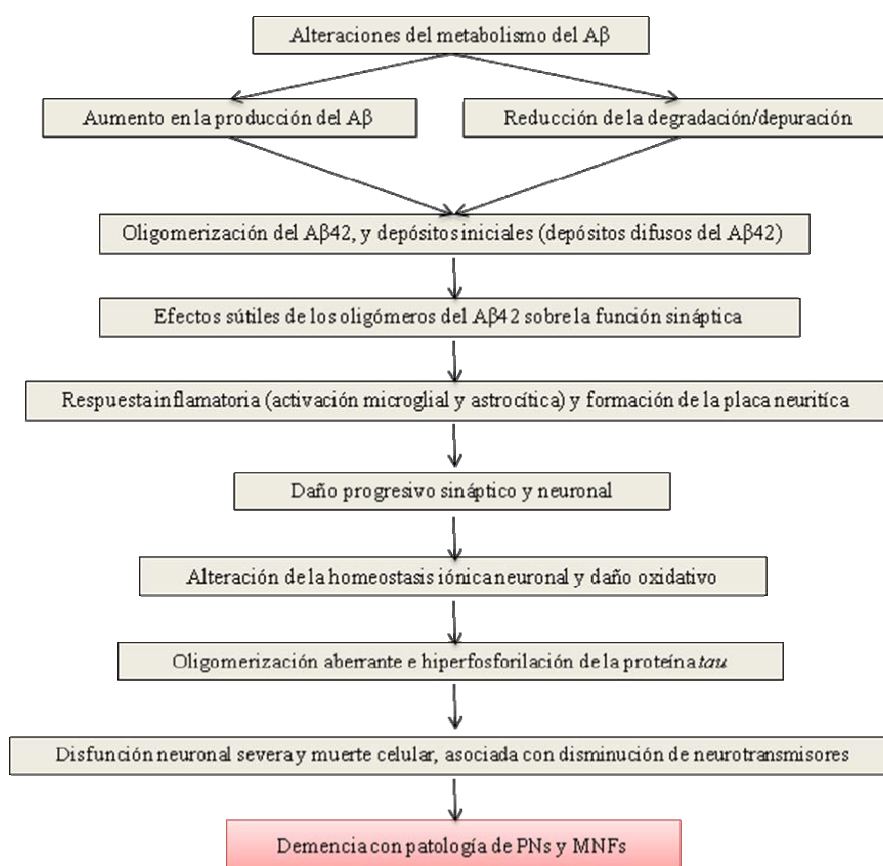 Alteraciones del metabolismo del Aβ
Aumento en la producción del Aβ
Reducción de la degradación/depuración
Oligomerización del Aβ42, y depósitos iniciales (depósitos difusos del Aβ42)
Efectos sútiles de los oligómeros del Aβ42 sobre la función sináptica
Respuesta inflamatoria (activación microglial y astrocítica) y formación de la placa neuritíca
Daño progresivo sináptico y neuronal
Alteración de la homeostasis iónica neuronal y daño oxidativo
Oligomerización aberrante e hiperfosforilación de la proteína tau
Disfunción neuronal severa y muerte celular, asociada con disminución de neurotransmisores
Demencia con patología de PNs y MNFs